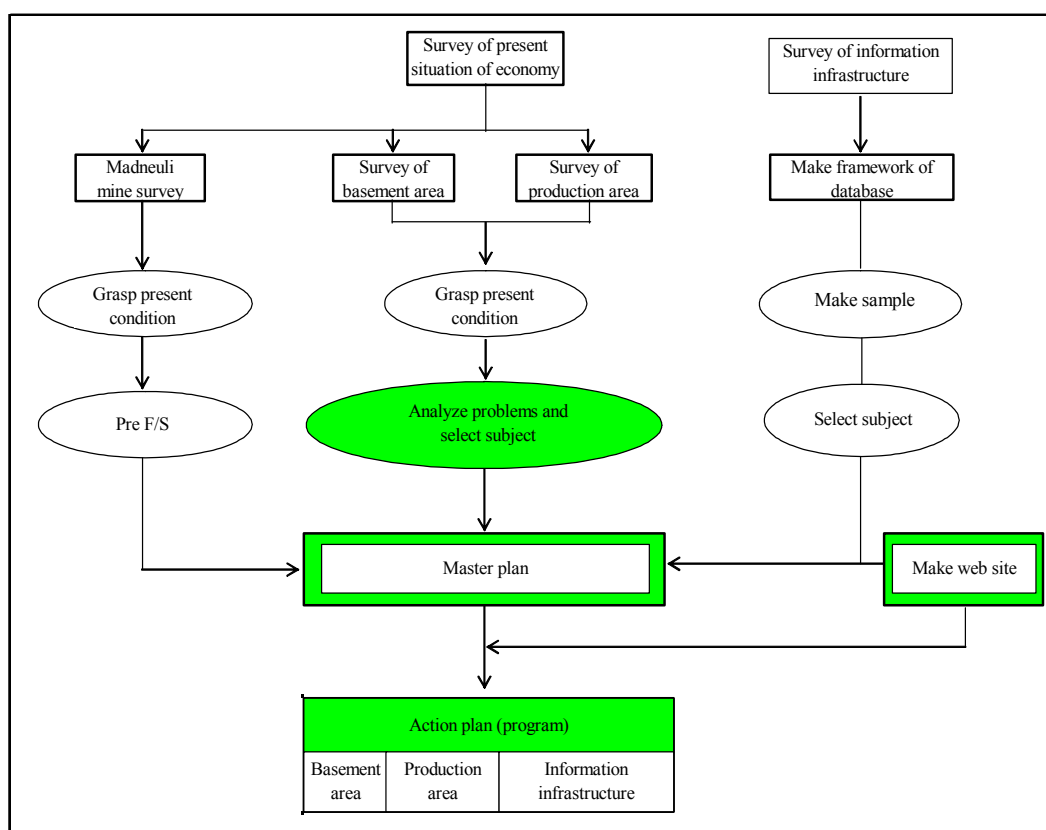 Survey of present
situation of economy
Survey of information
infrastructure
Madneuli
mine survey
Survey of
basement area
Survey of
production area
Make framework of
database
Grasp present
condition
Grasp present
condition
Make sample
Pre F/S
Analyze problems and
select subject
Select subject
Master plan
Make web site
Action plan (program)
Basement
area
Production
area
Information
infrastructure